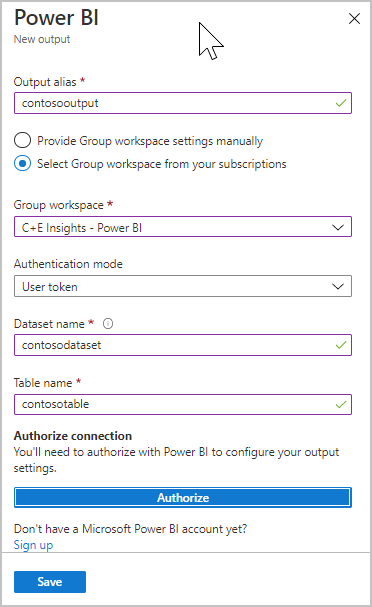 Power BI
New output
Output alias *
contosooutput
Provide Group workspace settings manually
Select Group workspace from your subscriptions
Group workspace *
C+E Insights - Power BI
Authentication mode
User token
Dataset name *
contosodataset
Table name *
contosotable
Authorize connection
You'll need to authorize with Power BI to configure your output
settings.
Authorize
Don't have a Microsoft Power BI account yet?
Sign up
Save